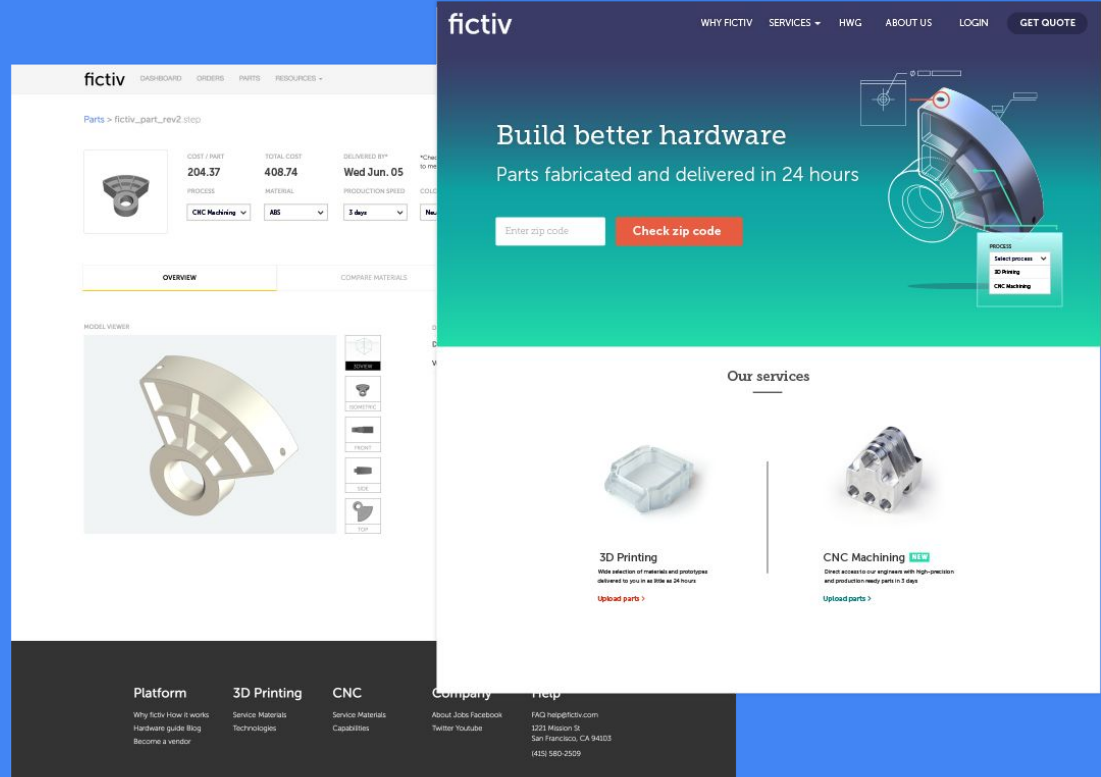 fictiv
WHY FICTIV SERVICES HWG ABOUT US LOGIN GET QUOTE
Build better hardware
Parts fabricated and delivered in 24 hours
Enter zip code Check zip code
PROCESS
Select process
3D Printing
CNC Machining
Our services
3D Printing
Wide selection of materials and prototypes
delivered to you in as little as 24 hours
Upload parts >
CNC Machining NEW
Direct access to our engineers with high-precision
and production ready parts in 3 days
Upload parts >
fictiv DASHBOARD ORDERS PARTS RESOURCES
Parts > fictiv_part_rev2.step
COST / PART TOTAL COST DELIVERED BY*
204.37 408.74 Wed Jun. 05
PROCESS MATERIAL PRODUCTION SPEED
CNC Machining ABS 3 days
OVERVIEW COMPARE MATERIALS
MODEL VIEWER
3DVIEW
ISOMETRIC
FRONT
SIDE
TOP
Platform
Why fictiv How it works
Hardware guide Blog
Become a vendor
3D Printing
Service Materials
Technologies
CNC
Service Materials
Capabilities
Company
About Jobs Facebook
Twitter Youtube
Help
FAQ help@fictiv.com
1221 Mission St
San Francisco, CA 94103
(415) 580-2509